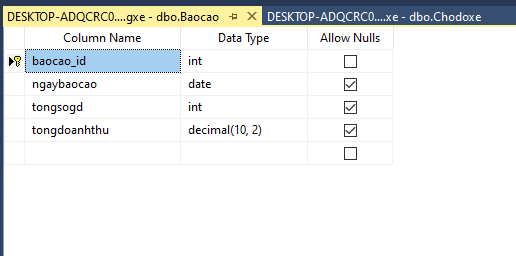 DESKTOP-ADQCRC0....gxe - dbo.Baocao DESKTOP-ADQCRC0....xe - dbo.Chodoxe
Column Name Data Type Allow Nulls
baocao_id int
ngaybaocao date
tongsogd int
tongdoanhthu decimal(10, 2)